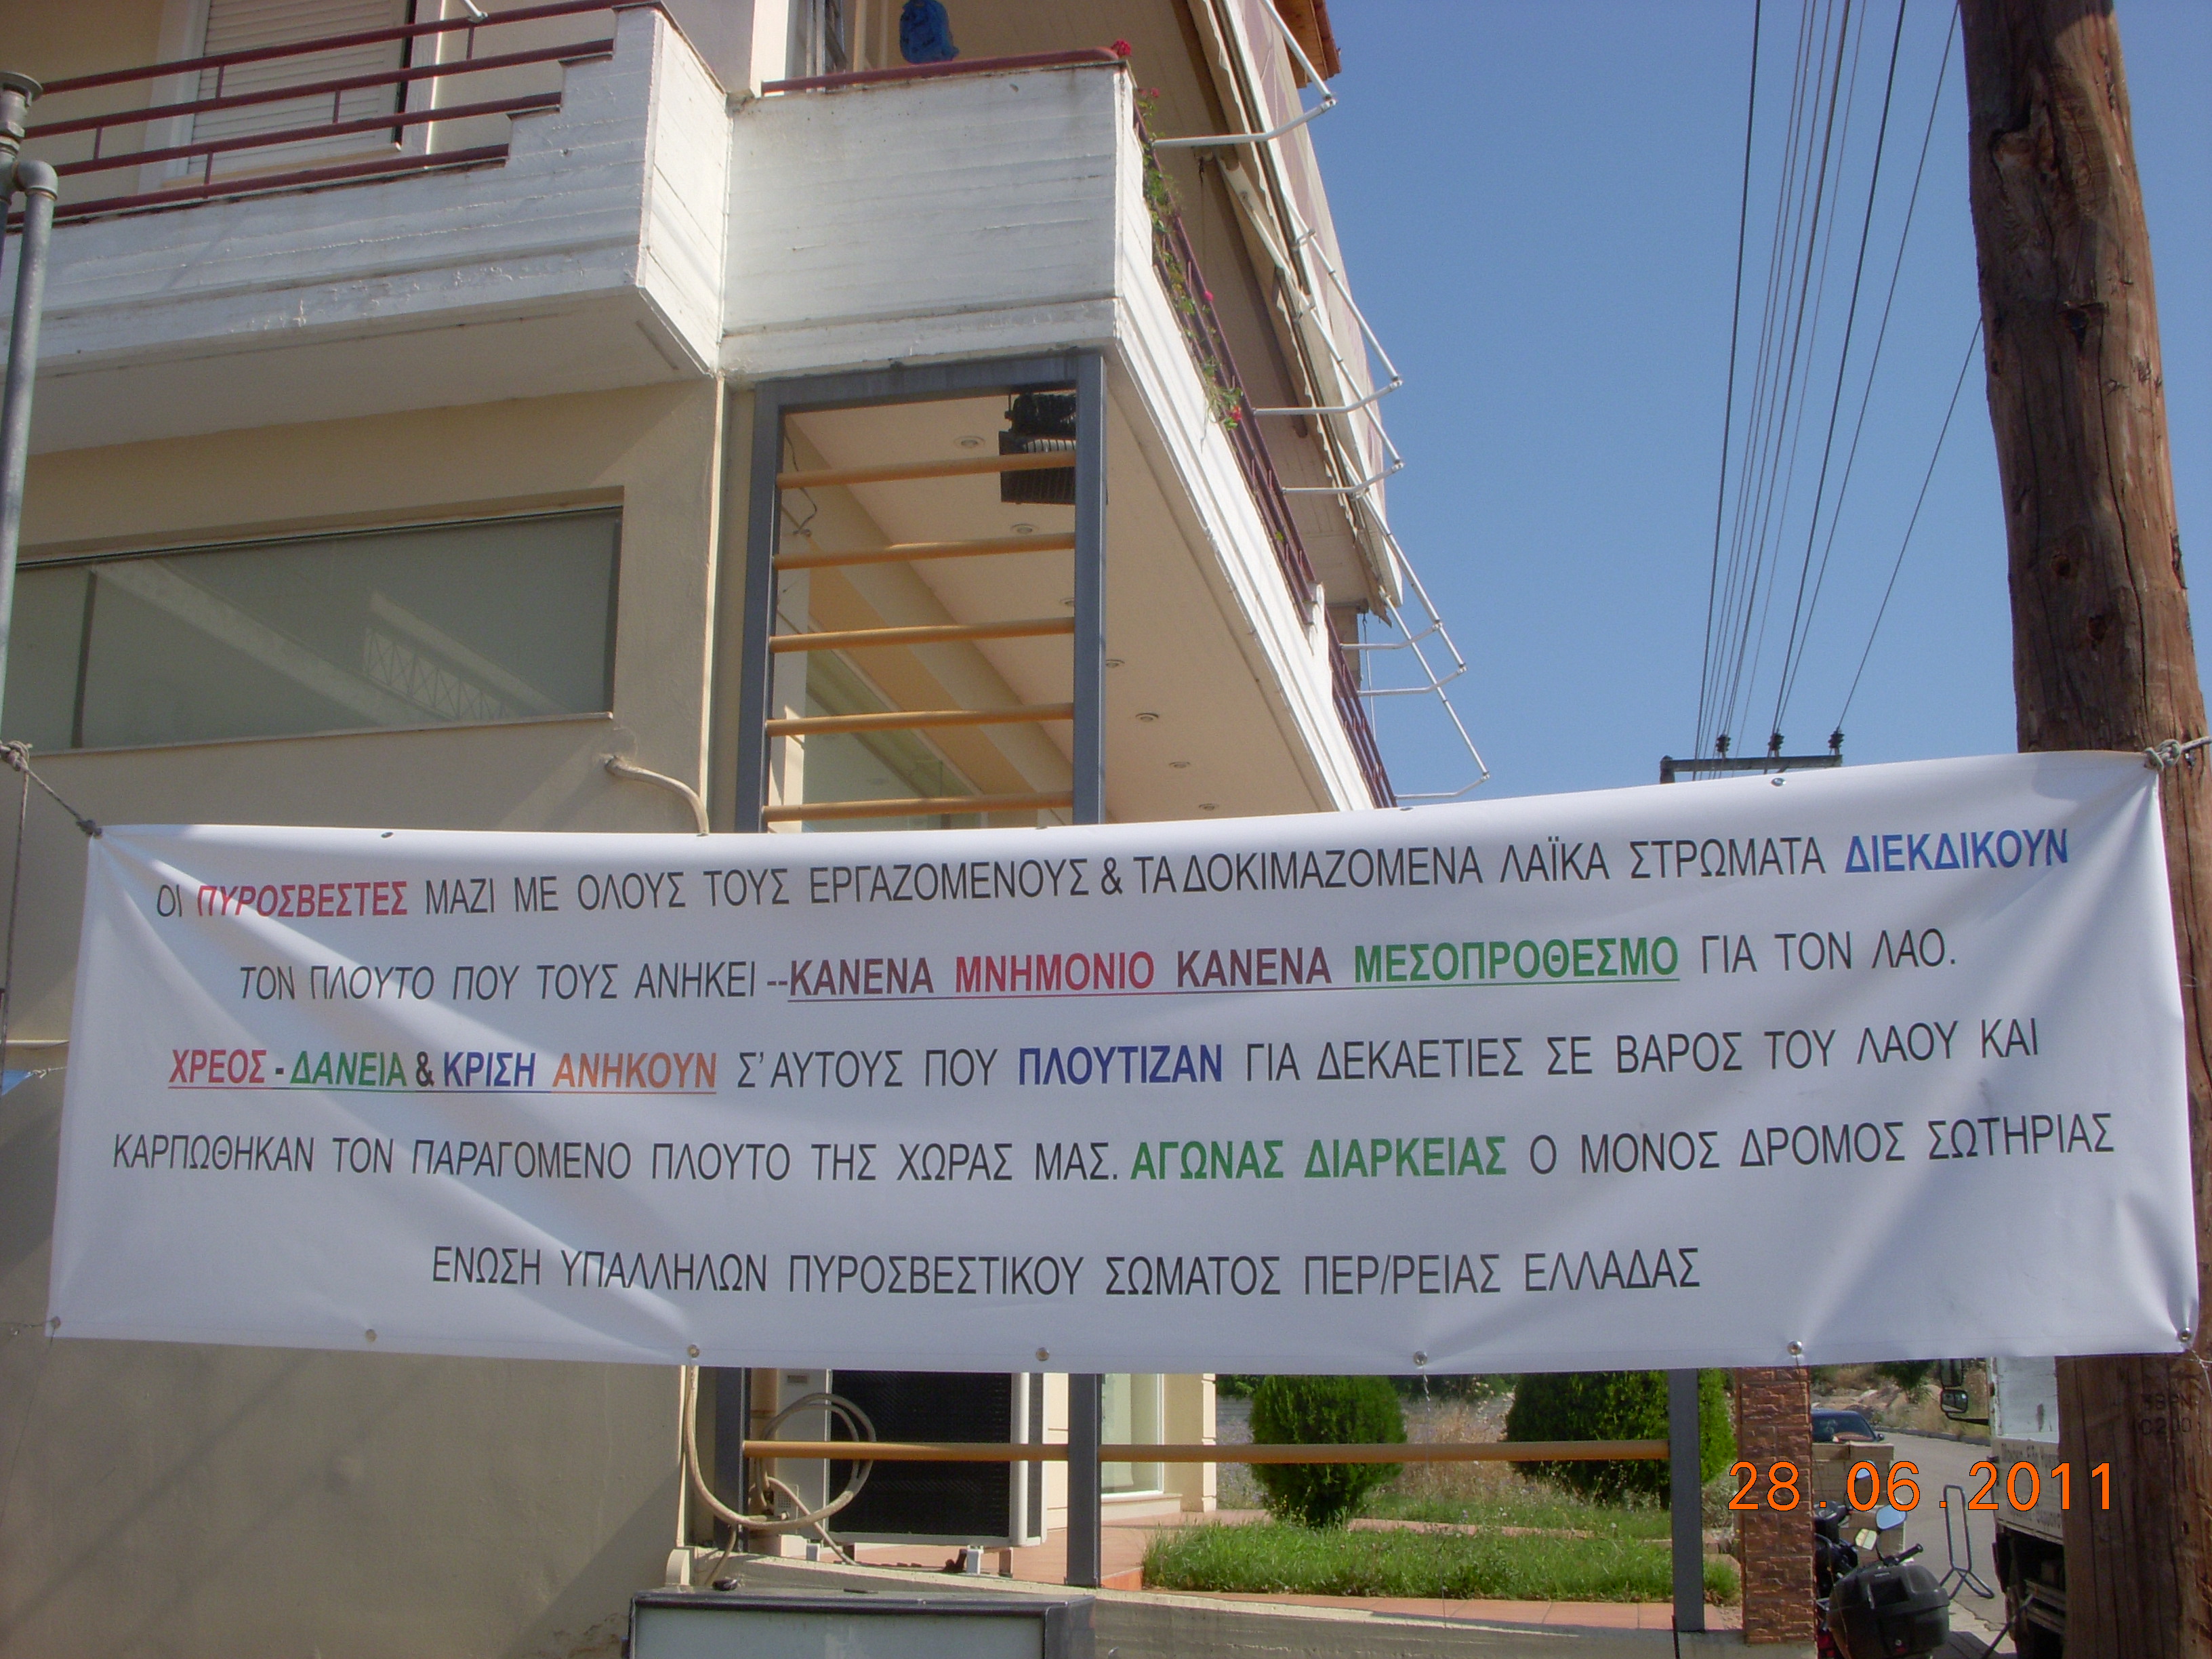 ΟΙ ΠΥΡΟΣΒΕΣΤΕΣ ΜΑΖΙ ΜΕ ΟΛΟΥΣ ΤΟΥΣ ΕΡΓΑΖΟΜΕΝΟΥΣ & ΤΑ ΔΟΚΙΜΑΖΟΜΕΝΑ ΛΑΪΚΑ ΣΤΡΩΜΑΤΑ ΔΙΕΚΔΙΚΟΥΝ
ΤΟΝ ΠΛΟΥΤΟ ΠΟΥ ΤΟΥΣ ΑΝΗΚΕΙ --ΚΑΝΕΝΑ ΜΝΗΜΟΝΙΟ ΚΑΝΕΝΑ ΜΕΣΟΠΡΟΘΕΣΜΟ ΓΙΑ ΤΟΝ ΛΑΟ.
ΧΡΕΟΣ - ΔΑΝΕΙΑ & ΚΡΙΣΗ ΑΝΗΚΟΥΝ Σ' ΑΥΤΟΥΣ ΠΟΥ ΠΛΟΥΤΙΖΑΝ ΓΙΑ ΔΕΚΑΕΤΙΕΣ ΣΕ ΒΑΡΟΣ ΤΟΥ ΛΑΟΥ ΚΑΙ
ΚΑΡΠΩΘΗΚΑΝ ΤΟΝ ΠΑΡΑΓΟΜΕΝΟ ΠΛΟΥΤΟ ΤΗΣ ΧΩΡΑΣ ΜΑΣ. ΑΓΩΝΑΣ ΔΙΑΡΚΕΙΑΣ Ο ΜΟΝΟΣ ΔΡΟΜΟΣ ΣΩΤΗΡΙΑΣ
ΕΝΩΣΗ ΥΠΑΛΛΗΛΩΝ ΠΥΡΟΣΒΕΣΤΙΚΟΥ ΣΩΜΑΤΟΣ ΠΕΡ/ΡΕΙΑΣ ΕΛΛΑΔΑΣ
28.06.2011